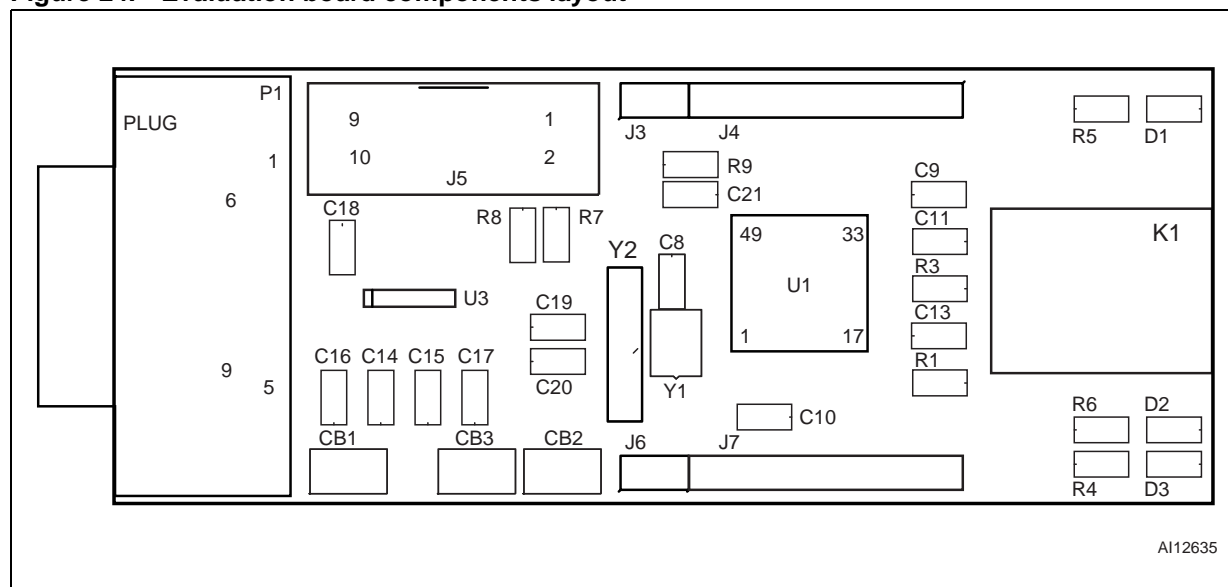 Figure 24. Evaluation board components layout
P1
PLUG
1
6
9
5
9 1
10 2
J5
J3 J4
R5 D1
R9
C21
C9
C18
R8 R7
C11
49 33
K1
Y2
C8
U1
R3
U3
C19
C13
1 17
C16 C14 C15 C17
C20
Y1
R1
C10
R6 D2
CB1 CB3 CB2
J6 J7
R4 D3
AI12635